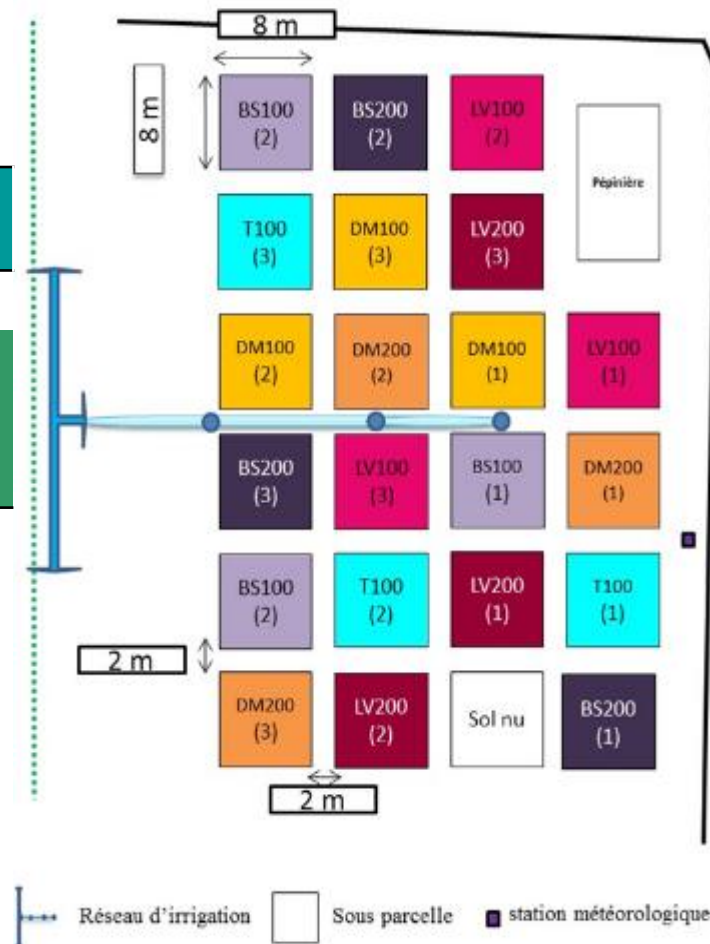 8 m
8 m
BS100
(2)
BS200
(2)
LV100
(2)
Pépinière
T100
(3)
DM100
(3)
LV200
(3)
DM100
(2)
DM200
(2)
DM100
(1)
LV100
(1)
BS200
(3)
LV100
(3)
BS100
(1)
DM200
(1)
BS100
(2)
T100
(2)
LV200
(1)
T100
(1)
2 m
DM200
(3)
LV200
(2)
Sol nu
BS200
(1)
2 m
Réseau d'irrigation
Sous parcelle
station météorologique